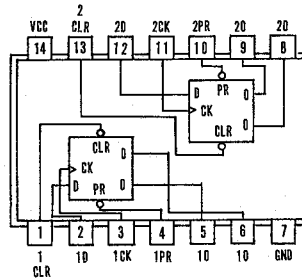 2
VCC CLR 2D 2CK 2PR 2Q 2Q
14 13 12 11 10 9 8
PR
D Q
CK
Q
CLR
CLR
CK Q
D Q
PR
1 2 3 4 5 6 7
1 1D 1CK 1PR 1Q 1Q GND
CLR